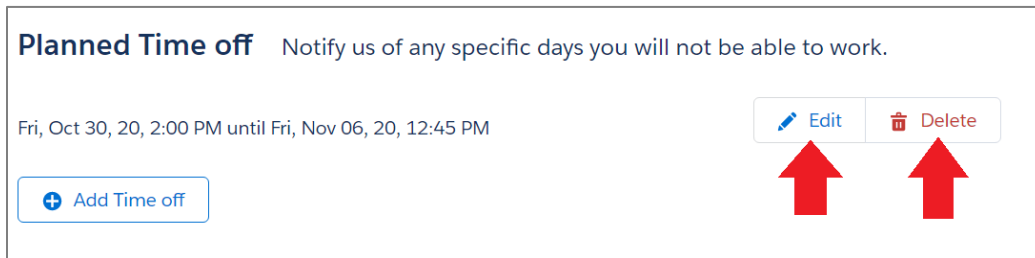 Planned Time off Notify us of any specific days you will not be able to work.
Fri, Oct 30, 20, 2:00 PM until Fri, Nov 06, 20, 12:45 PM
Edit
Delete
Add Time off